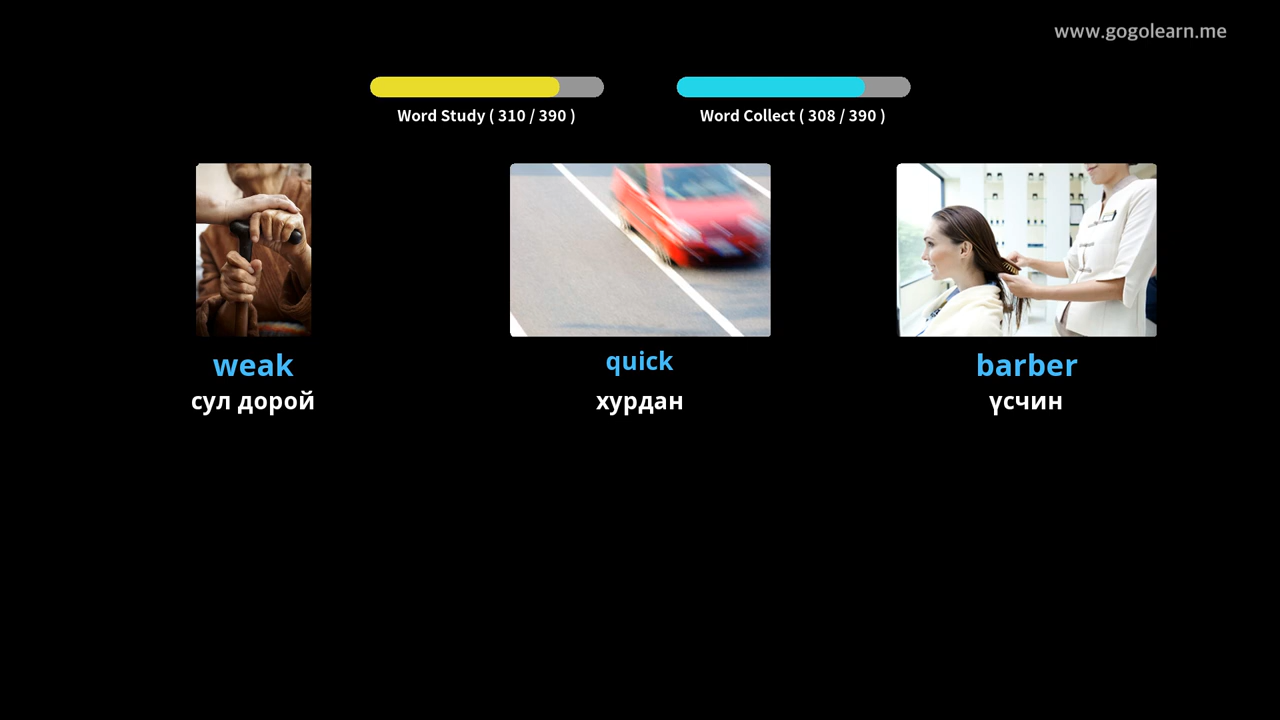 www.gogolearn.me
Word Study ( 310 / 390 )
Word Collect ( 308 / 390 )
weak
сул дорой
quick
хурдан
barber
үсчин